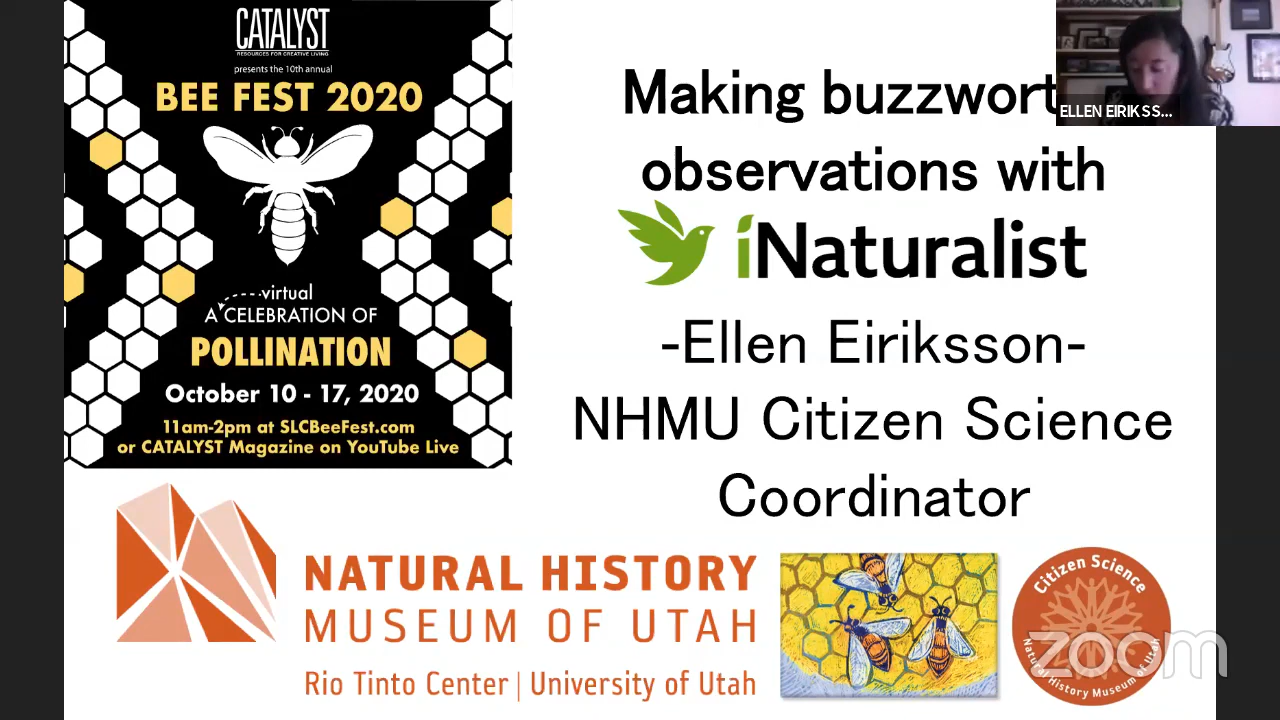 CATALYST
RESOURCES FOR CREATIVE LIVING
presents the 10th annual
BEE FEST 2020
virtual
A CELEBRATION OF
POLLINATION
October 10 - 17, 2020
11am-2pm at SLCBeeFest.com
or CATALYST Magazine on YouTube Live
Making buzzwort
observations with
iNaturalist
-Ellen Eiriksson-
NHMU Citizen Science
Coordinator
ELLEN EIRIKSS...
NATURAL HISTORY
MUSEUM OF UTAH
Rio Tinto Center | University of Utah
Citizen Science
Natural History Museum of Utah
zoom